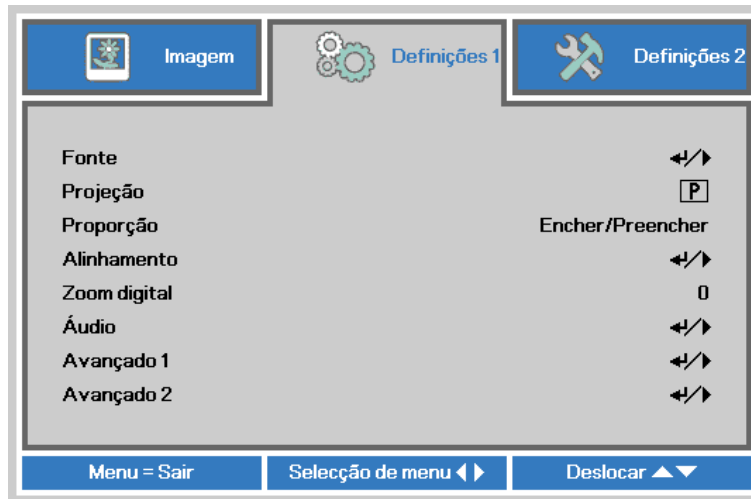 Imagem
Definições 1
Definições 2
Fonte
Projeção P
Proporção Encher/Preencher
Alinhamento
Zoom digital 0
Áudio
Avançado 1
Avançado 2
Menu = Sair
Selecção de menu
Deslocar